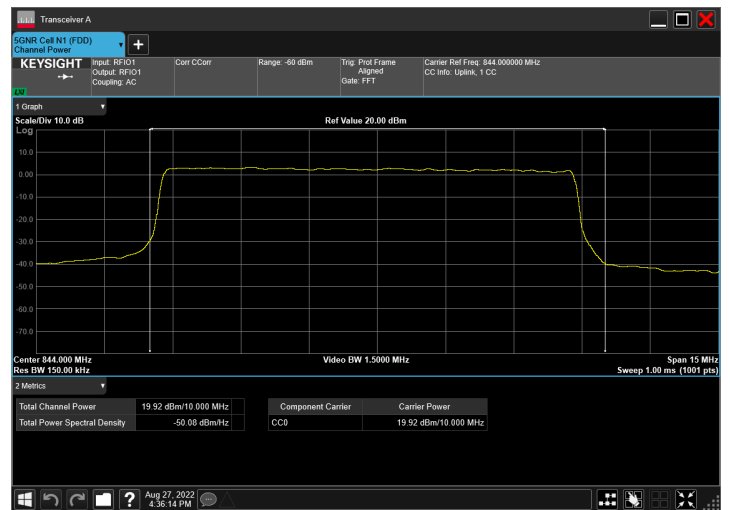 Transceiver A
5GNR Cell N1 (FDD)
Channel Power
+
KEYSIGHT
Input: RFIO1
Output: RFIO1
Coupling: AC
Corr CCorr
Range: -60 dBm
Trig: Prot Frame
Aligned
Gate: FFT
Carrier Ref Freq: 844.000000 MHz
CC Info: Uplink, 1 CC
1 Graph
Scale/Div 10.0 dB
Ref Value 20.00 dBm
Log
10.0
0.00
-10.0
-20.0
-30.0
-40.0
-50.0
-60.0
-70.0
Center 844.000 MHz
Video BW 1.5000 MHz
Span 15 MHz
Res BW 150.00 kHz
Sweep 1.00 ms (1001 pts)
2 Metrics
Total Channel Power 19.92 dBm/10.000 MHz
Total Power Spectral Density -50.08 dBm/Hz
Component Carrier Carrier Power
CC0 19.92 dBm/10.000 MHz
?
Aug 27, 2022
4:36:14 PM